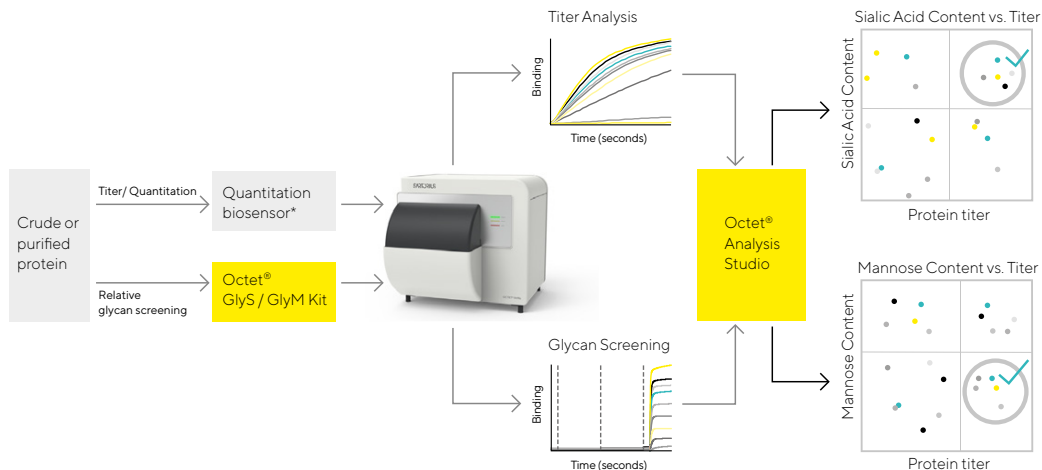 Titer Analysis
Binding
Time (seconds)
Sialic Acid Content vs. Titer
Sialic Acid Content
Protein titer
Crude or
purified
protein
Titer/ Quantitation
Quantitation
biosensor*
Relative
glycan screening
Octet®
GlyS / GlyM Kit
SARTORIUS
Octet®
Analysis
Studio
Glycan Screening
Binding
Time (seconds)
Mannose Content vs. Titer
Mannose Content
Protein titer